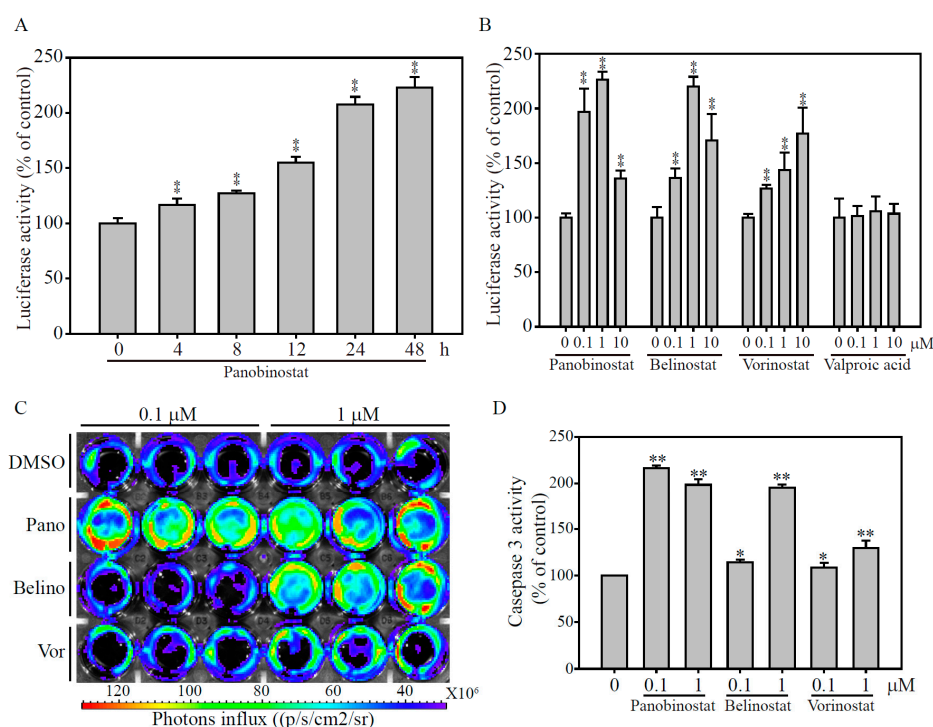 A
Luciferase activity (% of control)
250
200
150
100
50
0
**
**
**
**
**
0
4
8
12
24
48
h
Panobinostat
B
Luciferase activity (% of control)
250
200
150
100
50
0
**
**
**
**
**
**
**
**
**
0 0.1 1 10
0 0.1 1 10
0 0.1 1 10
0 0.1 1 10
μM
Panobinostat
Belinostat
Vorinostat
Valproic acid
C
0.1 μM
1 μM
DMSO
Pano
Belino
Vor
120
100
80
60
40
X10⁶
Photons influx ((p/s/cm2/sr)
D
Casepase 3 activity
(% of control)
250
200
150
100
50
0
**
**
*
**
*
**
0
0.1
1
0.1
1
0.1
1
μM
Panobinostat
Belinostat
Vorinostat